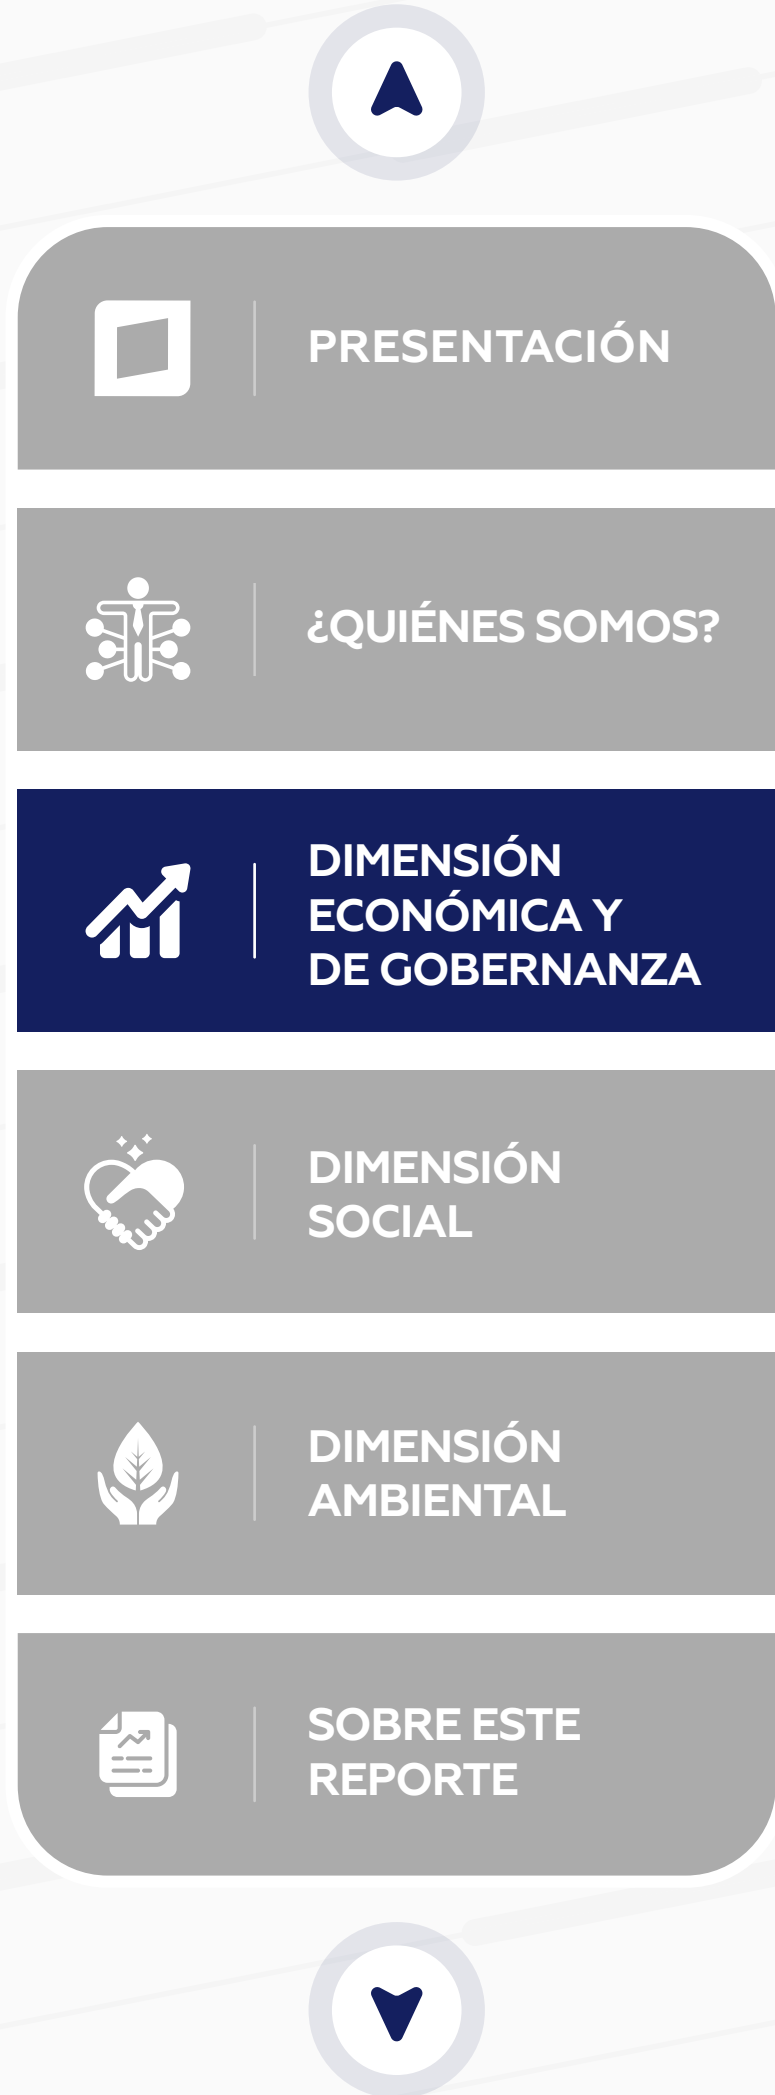 PRESENTACIÓN
¿QUIÉNES SOMOS?
DIMENSIÓN
ECONÓMICA Y
DE GOBERNANZA
DIMENSIÓN
SOCIAL
DIMENSIÓN
AMBIENTAL
SOBRE ESTE
REPORTE